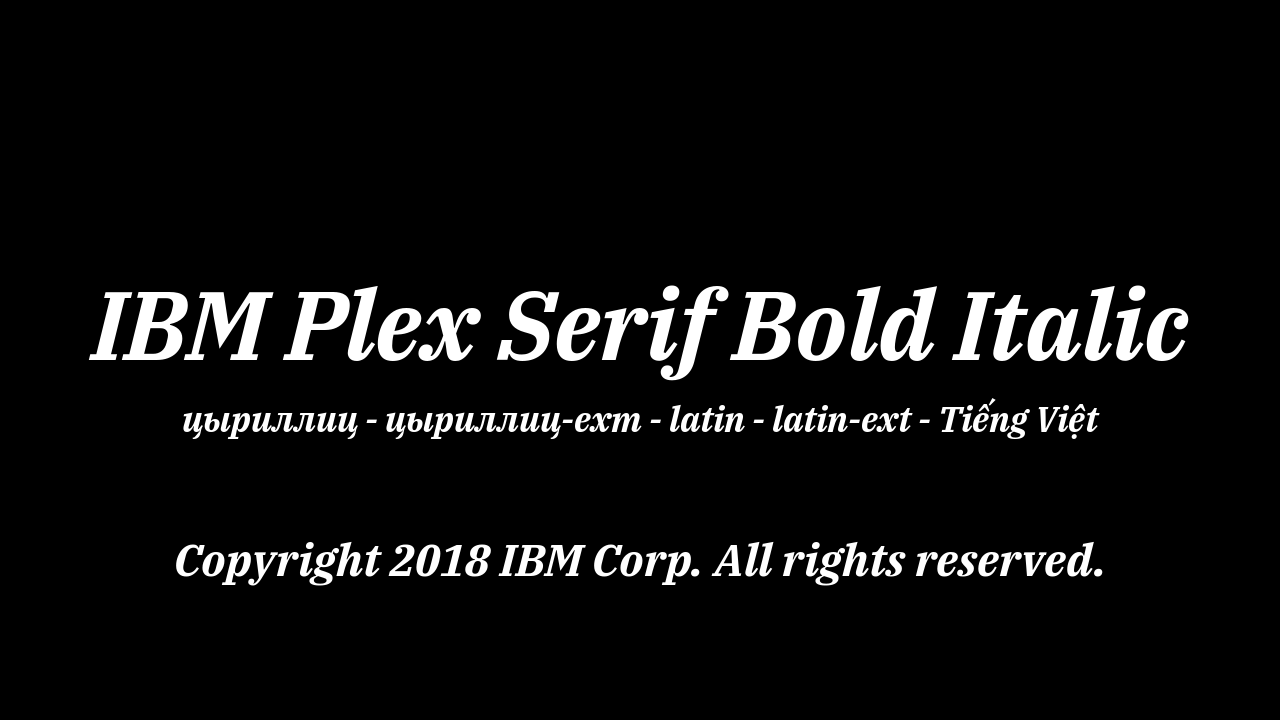 IBM Plex Serif Bold Italic
цыриллиц - цыриллиц-ехт - latin - latin-ext - Tiếng Việt
Copyright 2018 IBM Corp. All rights reserved.